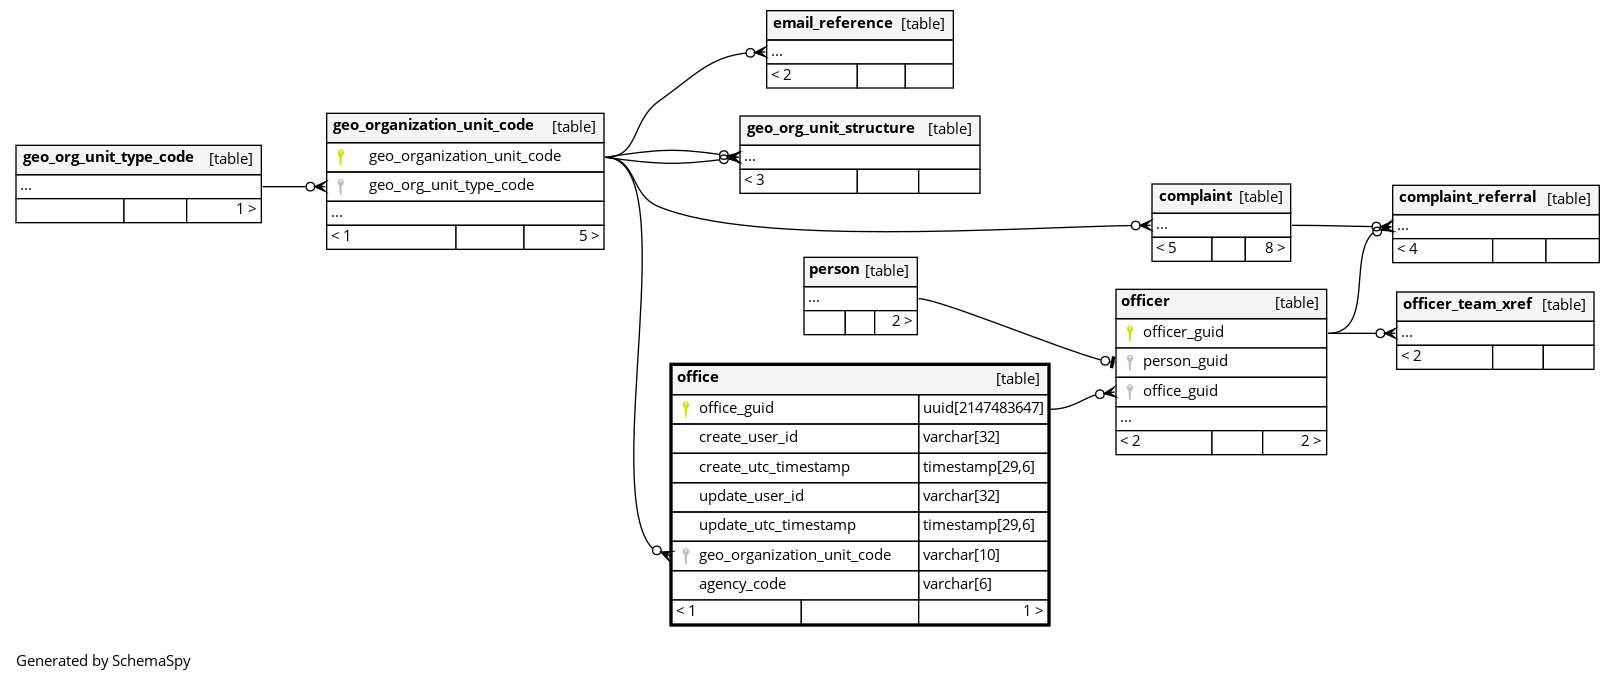 email_reference [table]
...
< 2
geo_organization_unit_code [table]
geo_organization_unit_code
geo_org_unit_type_code
...
< 1 5 >
geo_org_unit_structure [table]
...
< 3
geo_org_unit_type_code [table]
...
1 >
complaint [table]
...
< 5 8 >
complaint_referral [table]
...
< 4
person [table]
...
2 >
officer [table]
officer_guid
person_guid
office_guid
...
< 2 2 >
officer_team_xref [table]
...
< 2
office [table]
office_guid uuid[2147483647]
create_user_id varchar[32]
create_utc_timestamp timestamp[29,6]
update_user_id varchar[32]
update_utc_timestamp timestamp[29,6]
geo_organization_unit_code varchar[10]
agency_code varchar[6]
< 1 1 >
Generated by SchemaSpy